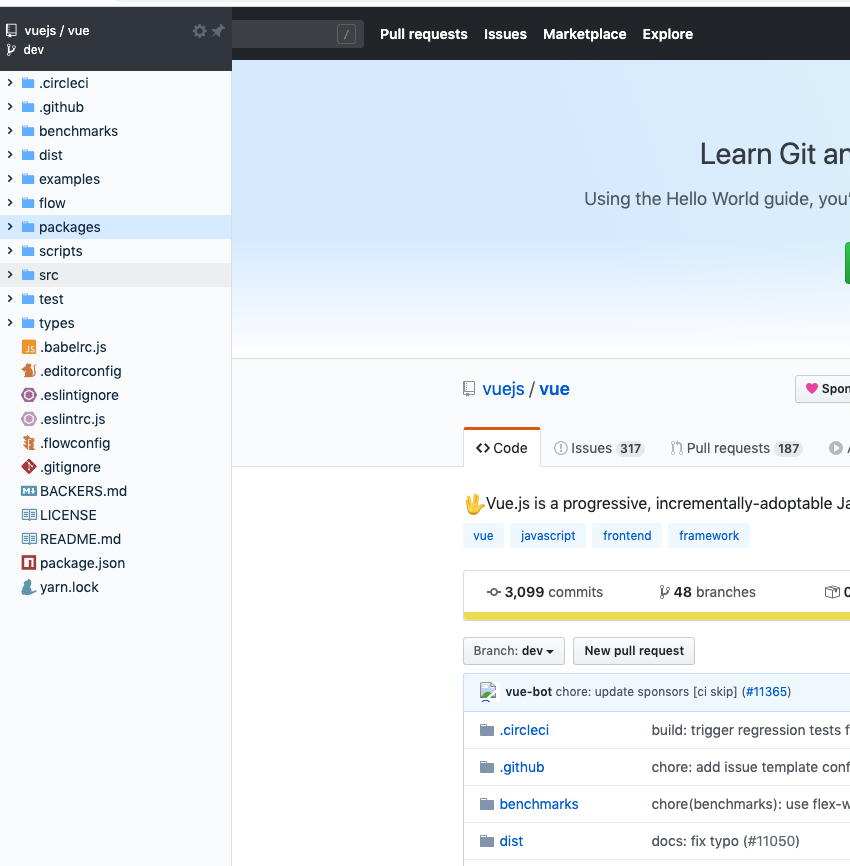 vuejs / vue
dev
.circleci
.github
benchmarks
dist
examples
flow
packages
scripts
src
test
types
.babelrc.js
.editorconfig
.eslintignore
.eslintrc.js
.flowconfig
.gitignore
BACKERS.md
LICENSE
README.md
package.json
yarn.lock
/ Pull requests Issues Marketplace Explore
Learn Git an
Using the Hello World guide, you'
vuejs / vue
Spon
Code Issues 317 Pull requests 187
🖖Vue.js is a progressive, incrementally-adoptable Ja
vue javascript frontend framework
3,099 commits 48 branches 0
Branch: dev New pull request
vue-bot chore: update sponsors [ci skip] (#11365)
.circleci build: trigger regression tests f
.github chore: add issue template conf
benchmarks chore(benchmarks): use flex-w
dist docs: fix typo (#11050)